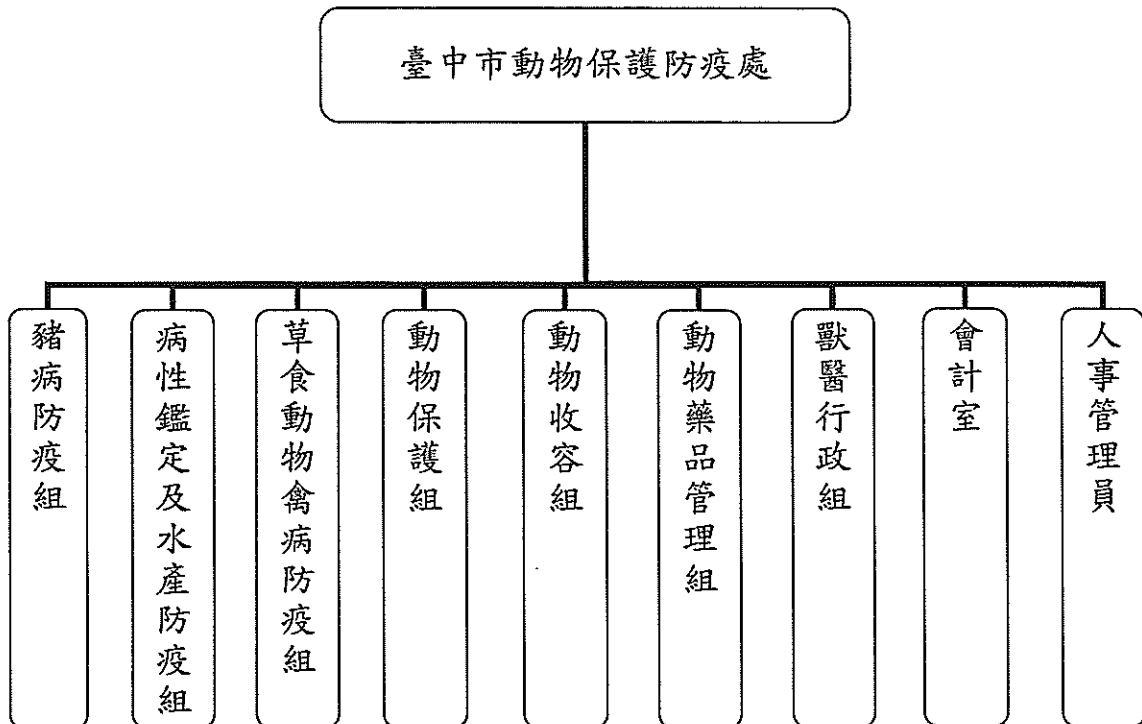 臺中市動物保護防疫處
豬病防疫組
病性鑑定及水產防疫組
草食動物禽病防疫組
動物保護組
動物收容組
動物藥品管理組
獸醫行政組
會計室
人事管理員